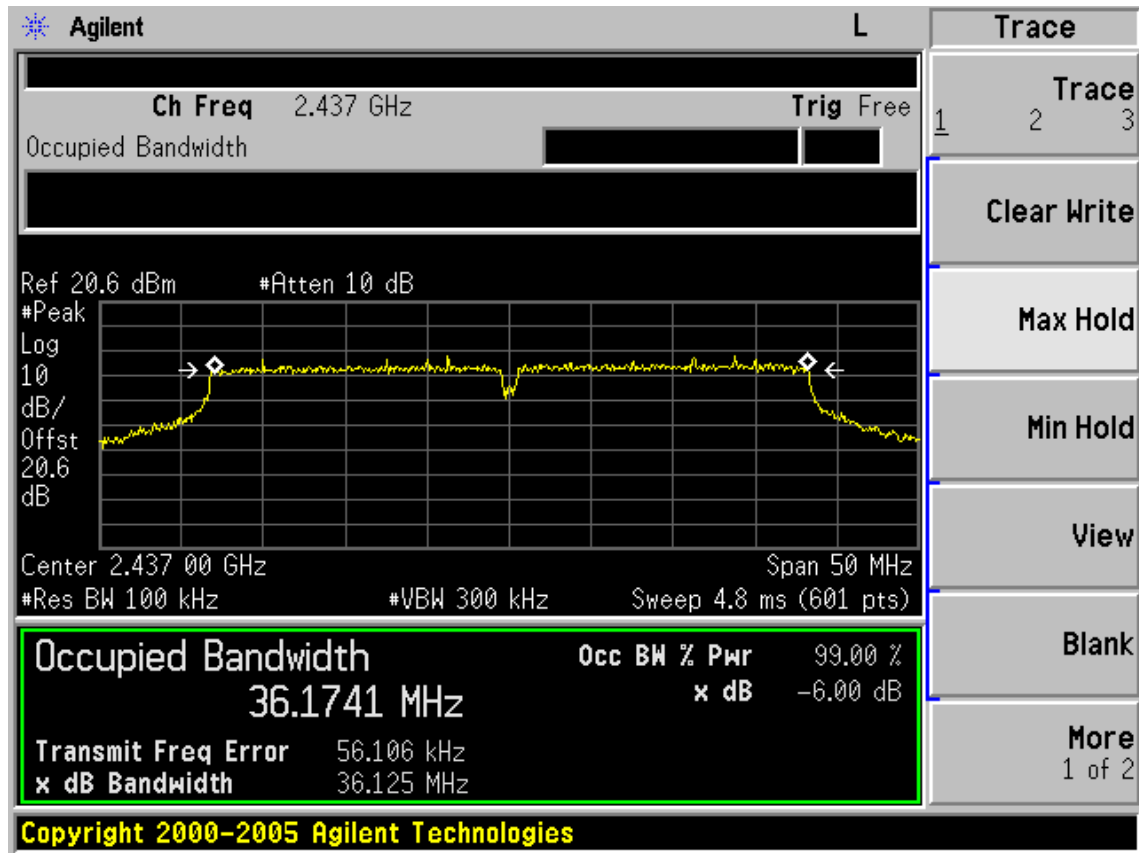 Agilent L
Ch Freq 2.437 GHz Trig Free
Occupied Bandwidth
Ref 20.6 dBm #Atten 10 dB
#Peak
Log
10
dB/
Offst
20.6
dB
Center 2.437 00 GHz Span 50 MHz
#Res BW 100 kHz #VBW 300 kHz Sweep 4.8 ms (601 pts)
Occupied Bandwidth Occ BW % Pwr 99.00 %
36.1741 MHz x dB -6.00 dB
Transmit Freq Error 56.106 kHz
x dB Bandwidth 36.125 MHz
Copyright 2000-2005 Agilent Technologies
Trace
Trace
1 2 3
Clear Write
Max Hold
Min Hold
View
Blank
More
1 of 2